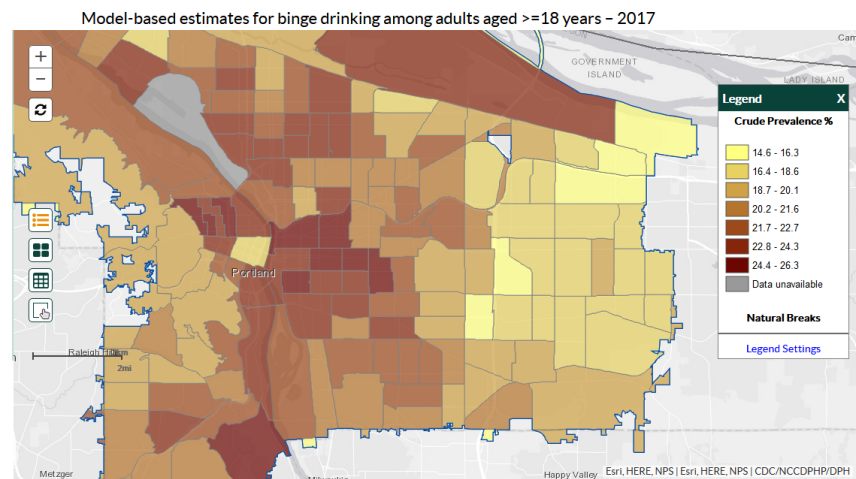 Model-based estimates for binge drinking among adults aged >=18 years – 2017
GOVERNMENT
ISLAND
Cam
LADY ISLAND
+
−
Legend X
Crude Prevalence %
14.6 - 16.3
16.4 - 18.6
18.7 - 20.1
20.2 - 21.6
21.7 - 22.7
22.8 - 24.3
24.4 - 26.3
Data unavailable
Natural Breaks
Legend Settings
Portland
Raleigh
2mi
Metzger
Happy Valley
Esri, HERE, NPS | Esri, HERE, NPS | CDC/NCCDPHP/DPH